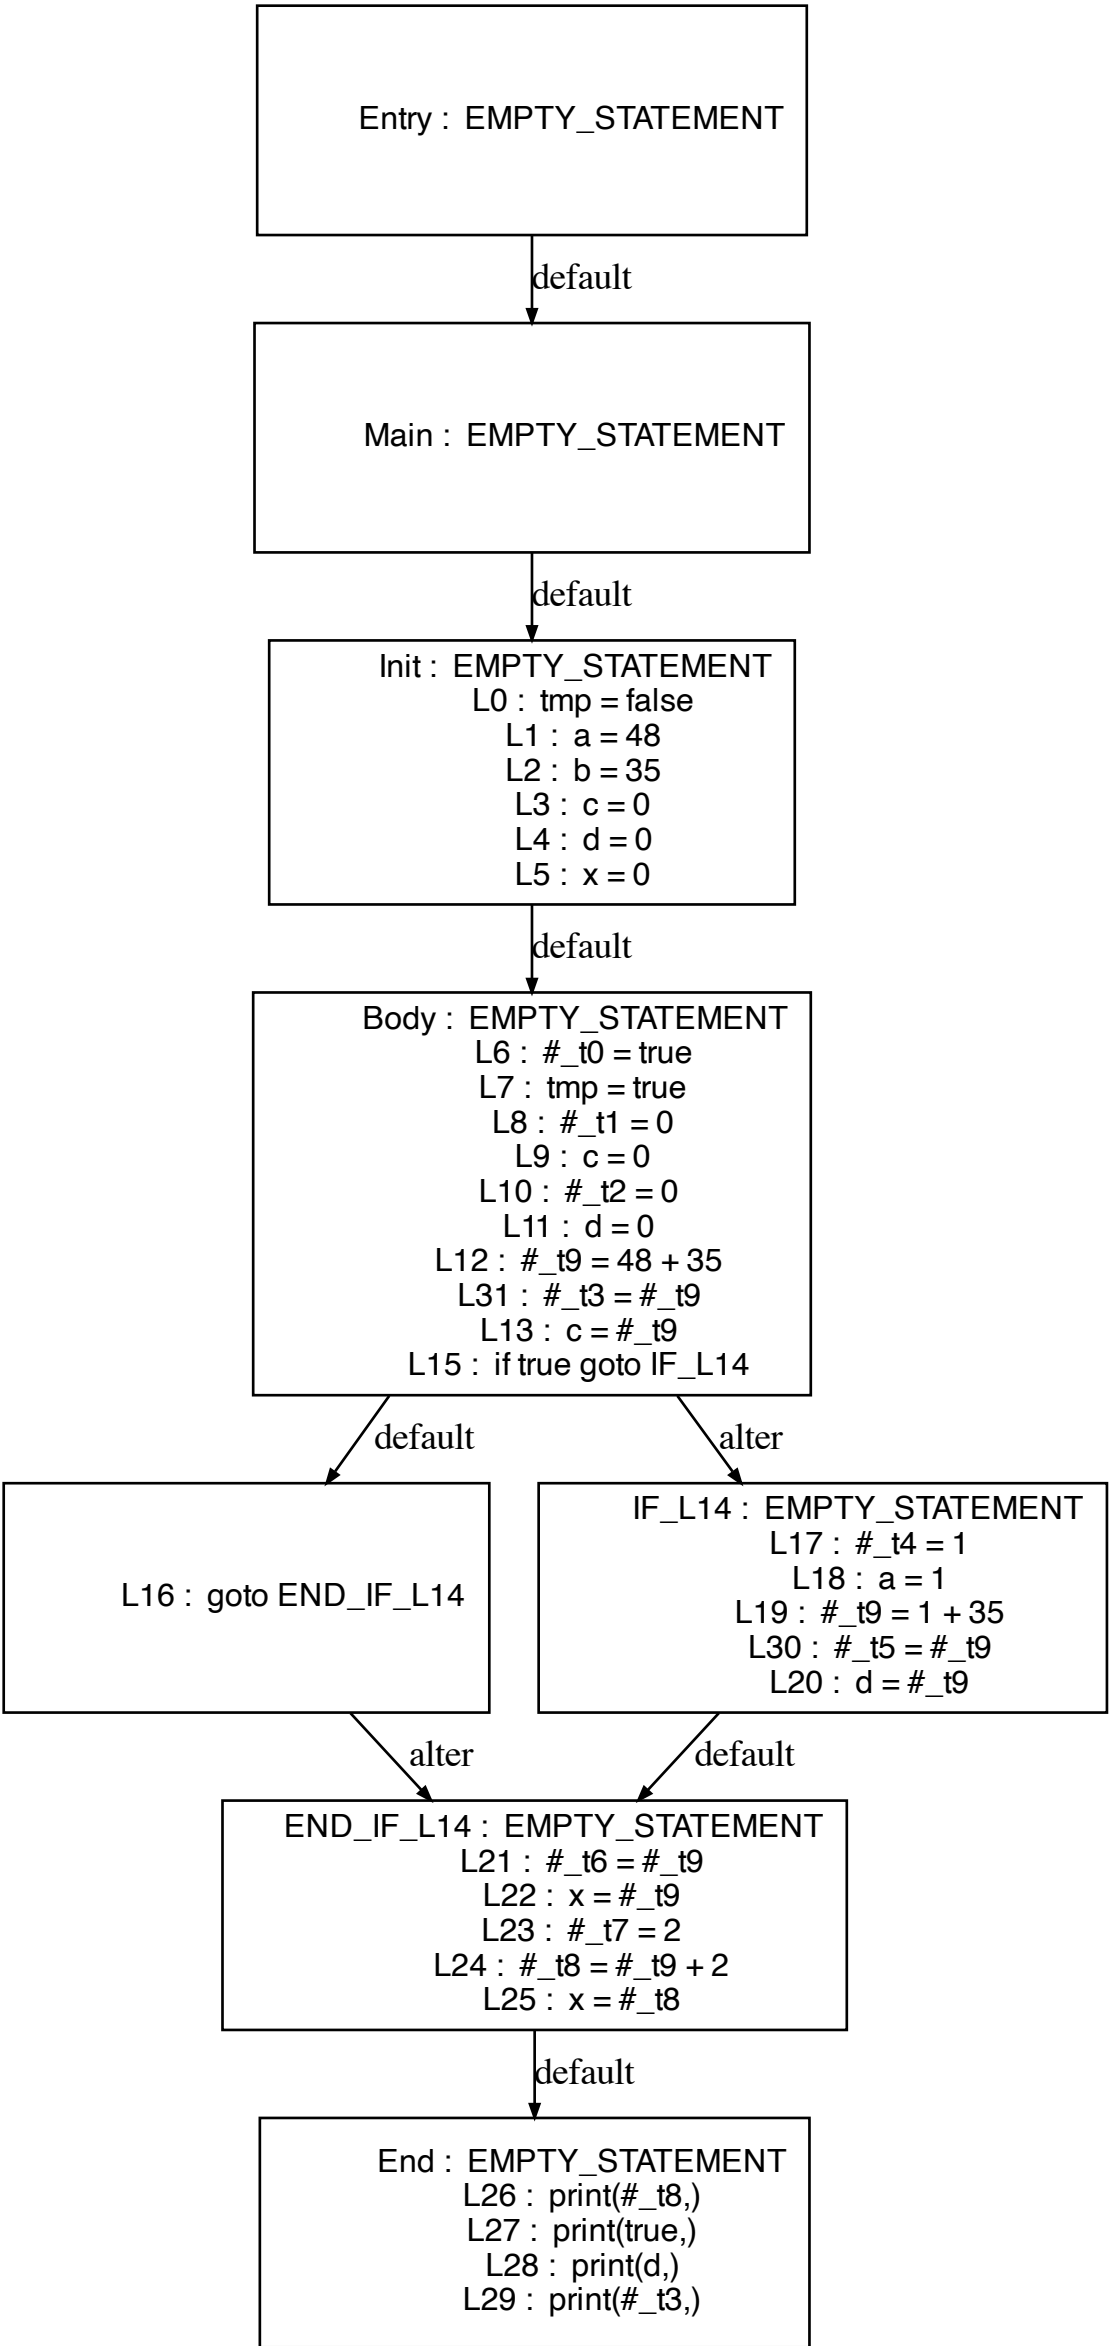 Entry : EMPTY_STATEMENT
default
Main : EMPTY_STATEMENT
default
Init : EMPTY_STATEMENT
L0 : tmp = false
L1 : a = 48
L2 : b = 35
L3 : c = 0
L4 : d = 0
L5 : x = 0
default
Body : EMPTY_STATEMENT
L6 : #_t0 = true
L7 : tmp = true
L8 : #_t1 = 0
L9 : c = 0
L10 : #_t2 = 0
L11 : d = 0
L12 : #_t9 = 48 + 35
L31 : #_t3 = #_t9
L13 : c = #_t9
L15 : if true goto IF_L14
default
alter
L16 : goto END_IF_L14
IF_L14 : EMPTY_STATEMENT
L17 : #_t4 = 1
L18 : a = 1
L19 : #_t9 = 1 + 35
L30 : #_t5 = #_t9
L20 : d = #_t9
alter
default
END_IF_L14 : EMPTY_STATEMENT
L21 : #_t6 = #_t9
L22 : x = #_t9
L23 : #_t7 = 2
L24 : #_t8 = #_t9 + 2
L25 : x = #_t8
default
End : EMPTY_STATEMENT
L26 : print(#_t8,)
L27 : print(true,)
L28 : print(d,)
L29 : print(#_t3,)